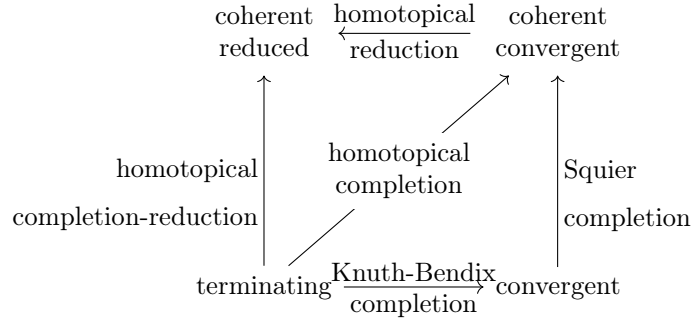 coherent
reduced
homotopical
reduction
coherent
convergent
homotopical
completion-reduction
homotopical
completion
Squier
completion
terminating
Knuth-Bendix
completion
convergent